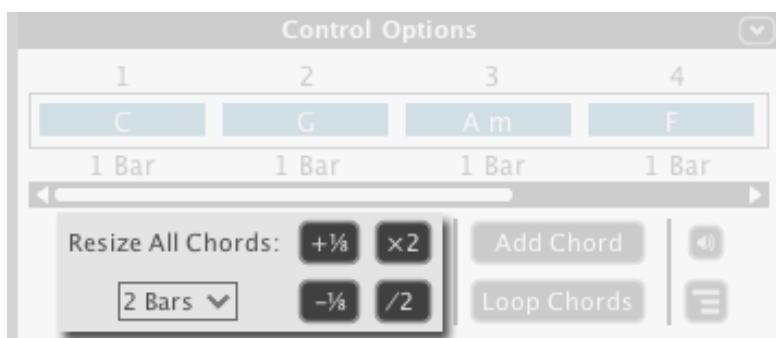 Control Options
1 2 3 4
C G A m F
1 Bar 1 Bar 1 Bar 1 Bar
Resize All Chords: +⅛ ×2 Add Chord
2 Bars −⅛ /2 Loop Chords